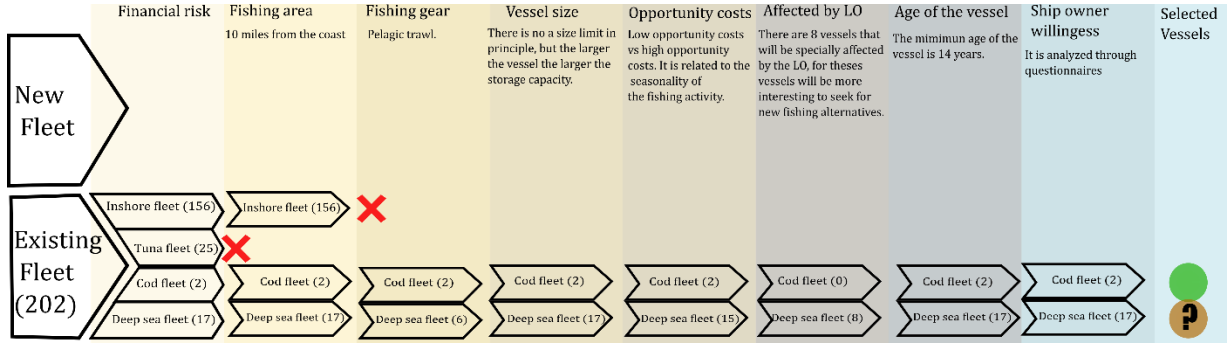 Financial risk
Fishing area
Fishing gear
Vessel size
Opportunity costs
Affected by LO
Age of the vessel
Ship owner
willingess
Selected
Vessels
10 miles from the coast
Pelagic trawl.
There is no a size limit in
principle, but the larger
the vessel the larger the
storage capacity.
Low opportunity costs
vs high opportunity
costs. It is related to the
seasonality of
the fishing activity.
There are 8 vessels that
will be specially affected
by the LO, for theses
vessels will be more
interesting to seek for
new fishing alternatives.
The mimimun age of the
vessel is 14 years.
It is analyzed through
questionnaires
New
Fleet
Existing
Fleet
(202)
Inshore fleet (156)
Inshore fleet (156)
Tuna fleet (25)
Cod fleet (2)
Cod fleet (2)
Cod fleet (2)
Cod fleet (2)
Cod fleet (2)
Cod fleet (0)
Cod fleet (2)
Cod fleet (2)
Deep sea fleet (17)
Deep sea fleet (17)
Deep sea fleet (6)
Deep sea fleet (17)
Deep sea fleet (15)
Deep sea fleet (8)
Deep sea fleet (17)
Deep sea fleet (17)
?